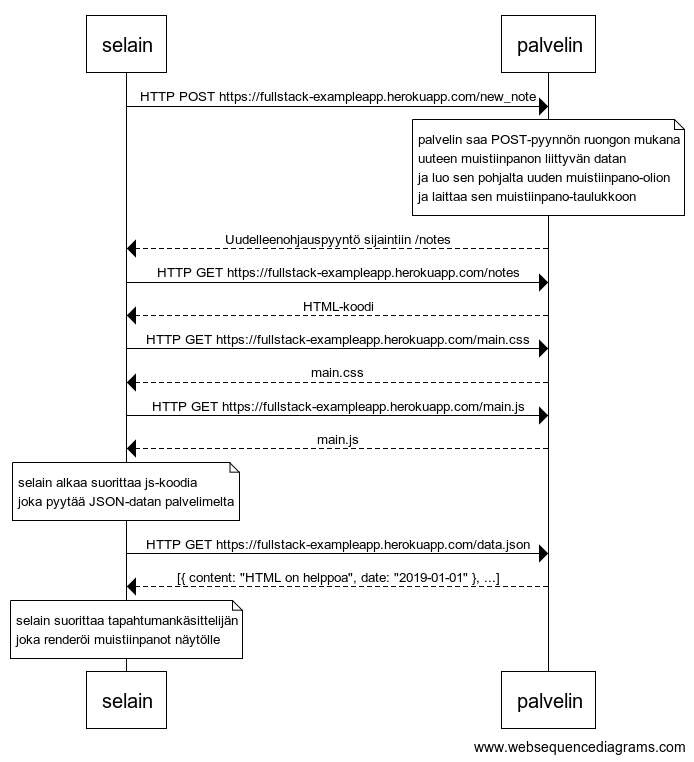 selain
palvelin
HTTP POST https://fullstack-exampleapp.herokuapp.com/new_note
palvelin saa POST-pyynnön ruongon mukana
uuteen muistiinpanon liittyvän datan
ja luo sen pohjalta uuden muistiinpano-olion
ja laittaa sen muistiinpano-taulukkoon
Uudelleenohjauspyyntö sijaintiin /notes
HTTP GET https://fullstack-exampleapp.herokuapp.com/notes
HTML-koodi
HTTP GET https://fullstack-exampleapp.herokuapp.com/main.css
main.css
HTTP GET https://fullstack-exampleapp.herokuapp.com/main.js
main.js
selain alkaa suorittaa js-koodia
joka pyytää JSON-datan palvelimelta
HTTP GET https://fullstack-exampleapp.herokuapp.com/data.json
[{ content: "HTML on helppoa", date: "2019-01-01" }, ...]
selain suorittaa tapahtumankäsittelijän
joka renderöi muistiinpanot näytölle
selain
palvelin
www.websequencediagrams.com